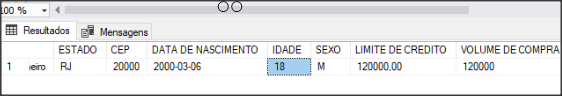 100 %
Resultados Mensagens
ESTADO CEP DATA DE NASCIMENTO IDADE SEXO LIMITE DE CREDITO VOLUME DE COMPRA
1 eiro RJ 20000 2000-03-06 18 M 120000,00 120000